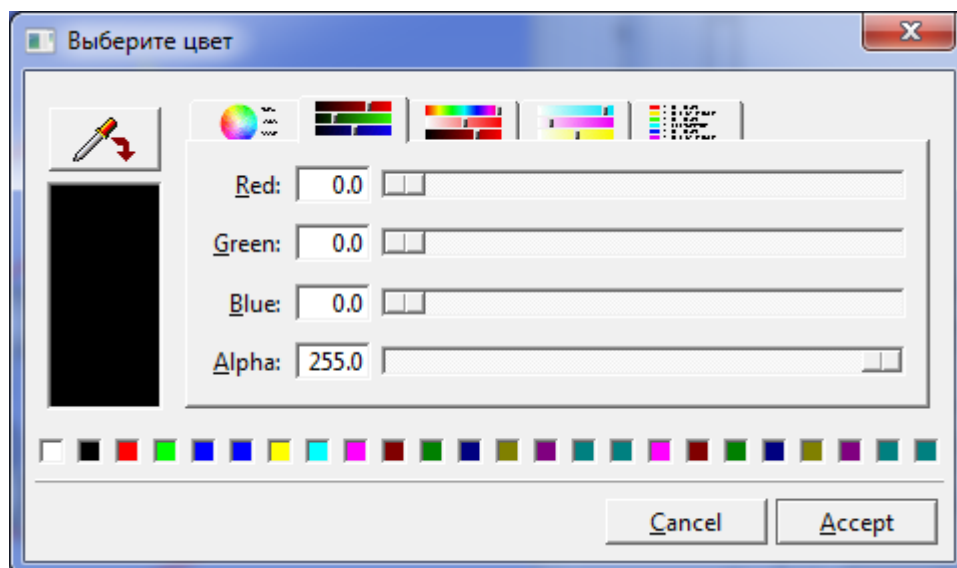 Выберите цвет
Red: 0.0
Green: 0.0
Blue: 0.0
Alpha: 255.0
Cancel Accept